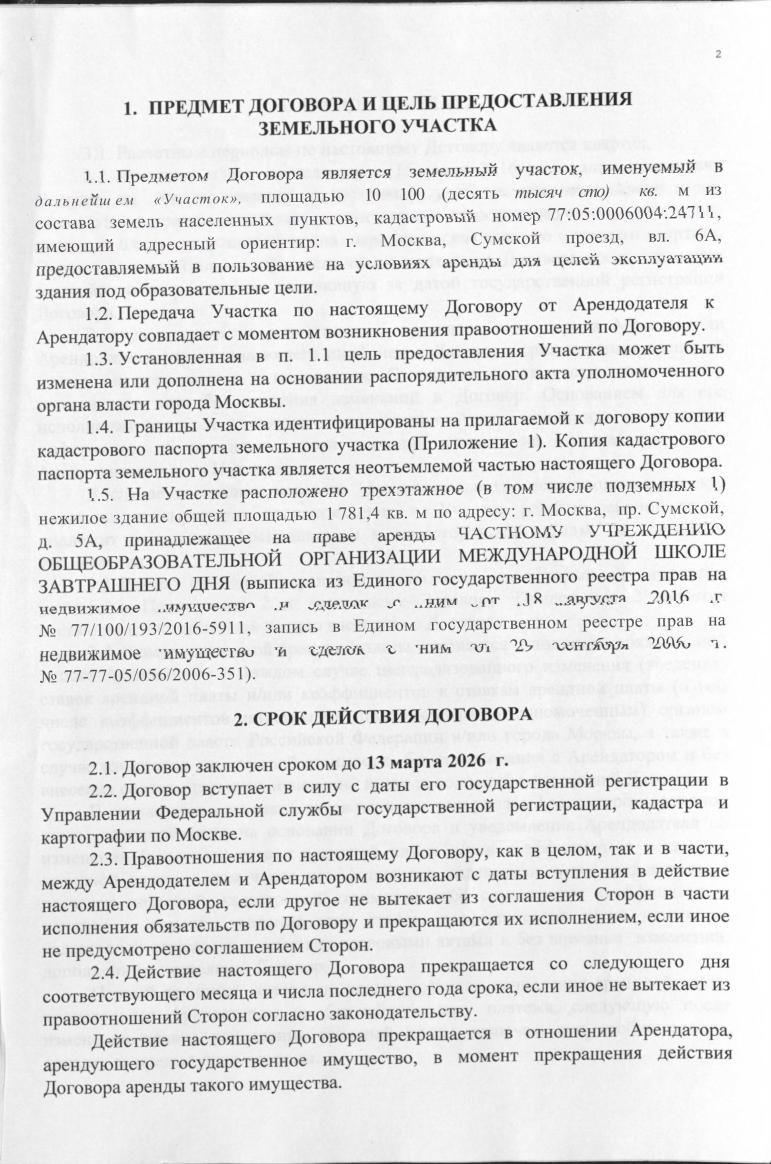 2
1. ПРЕДМЕТ ДОГОВОРА И ЦЕЛЬ ПРЕДОСТАВЛЕНИЯ
ЗЕМЕЛЬНОГО УЧАСТКА
1.1. Предметом Договора является земельный участок, именуемый в
дальнейшем «Участок», площадью 10 100 (десять тысяч сто) кв. м из
состава земель населенных пунктов, кадастровый номер 77:05:0006004:24711,
имеющий адресный ориентир: г. Москва, Сумской проезд, вл. 6А,
предоставляемый в пользование на условиях аренды для целей эксплуатации
здания под образовательные цели.
1.2. Передача Участка по настоящему Договору от Арендодателя к
Арендатору совпадает с моментом возникновения правоотношений по Договору.
1.3. Установленная в п. 1.1 цель предоставления Участка может быть
изменена или дополнена на основании распорядительного акта уполномоченного
органа власти города Москвы.
1.4. Границы Участка идентифицированы на прилагаемой к договору копии
кадастрового паспорта земельного участка (Приложение 1). Копия кадастрового
паспорта земельного участка является неотъемлемой частью настоящего Договора.
1.5. На Участке расположено трехэтажное (в том числе подземных 1)
нежилое здание общей площадью 1 781,4 кв. м по адресу: г. Москва, пр. Сумской,
д. 5А, принадлежащее на праве аренды ЧАСТНОМУ УЧРЕЖДЕНИЮ
ОБЩЕОБРАЗОВАТЕЛЬНОЙ ОРГАНИЗАЦИИ МЕЖДУНАРОДНОЙ ШКОЛЕ
ЗАВТРАШНЕГО ДНЯ (выписка из Единого государственного реестра прав на
недвижимое имущество и сделок с ним от 18 августа 2016 г.
№ 77/100/193/2016-5911, запись в Едином государственном реестре прав на
недвижимое имущество и сделок с ним от 29 сентября 2006 г.
№ 77-77-05/056/2006-351).
2. СРОК ДЕЙСТВИЯ ДОГОВОРА
2.1. Договор заключен сроком до 13 марта 2026 г.
2.2. Договор вступает в силу с даты его государственной регистрации в
Управлении Федеральной службы государственной регистрации, кадастра и
картографии по Москве.
2.3. Правоотношения по настоящему Договору, как в целом, так и в части,
между Арендодателем и Арендатором возникают с даты вступления в действие
настоящего Договора, если другое не вытекает из соглашения Сторон в части
исполнения обязательств по Договору и прекращаются их исполнением, если иное
не предусмотрено соглашением Сторон.
2.4. Действие настоящего Договора прекращается со следующего дня
соответствующего месяца и числа последнего года срока, если иное не вытекает из
правоотношений Сторон согласно законодательству.
Действие настоящего Договора прекращается в отношении Арендатора,
арендующего государственное имущество, в момент прекращения действия
Договора аренды такого имущества.